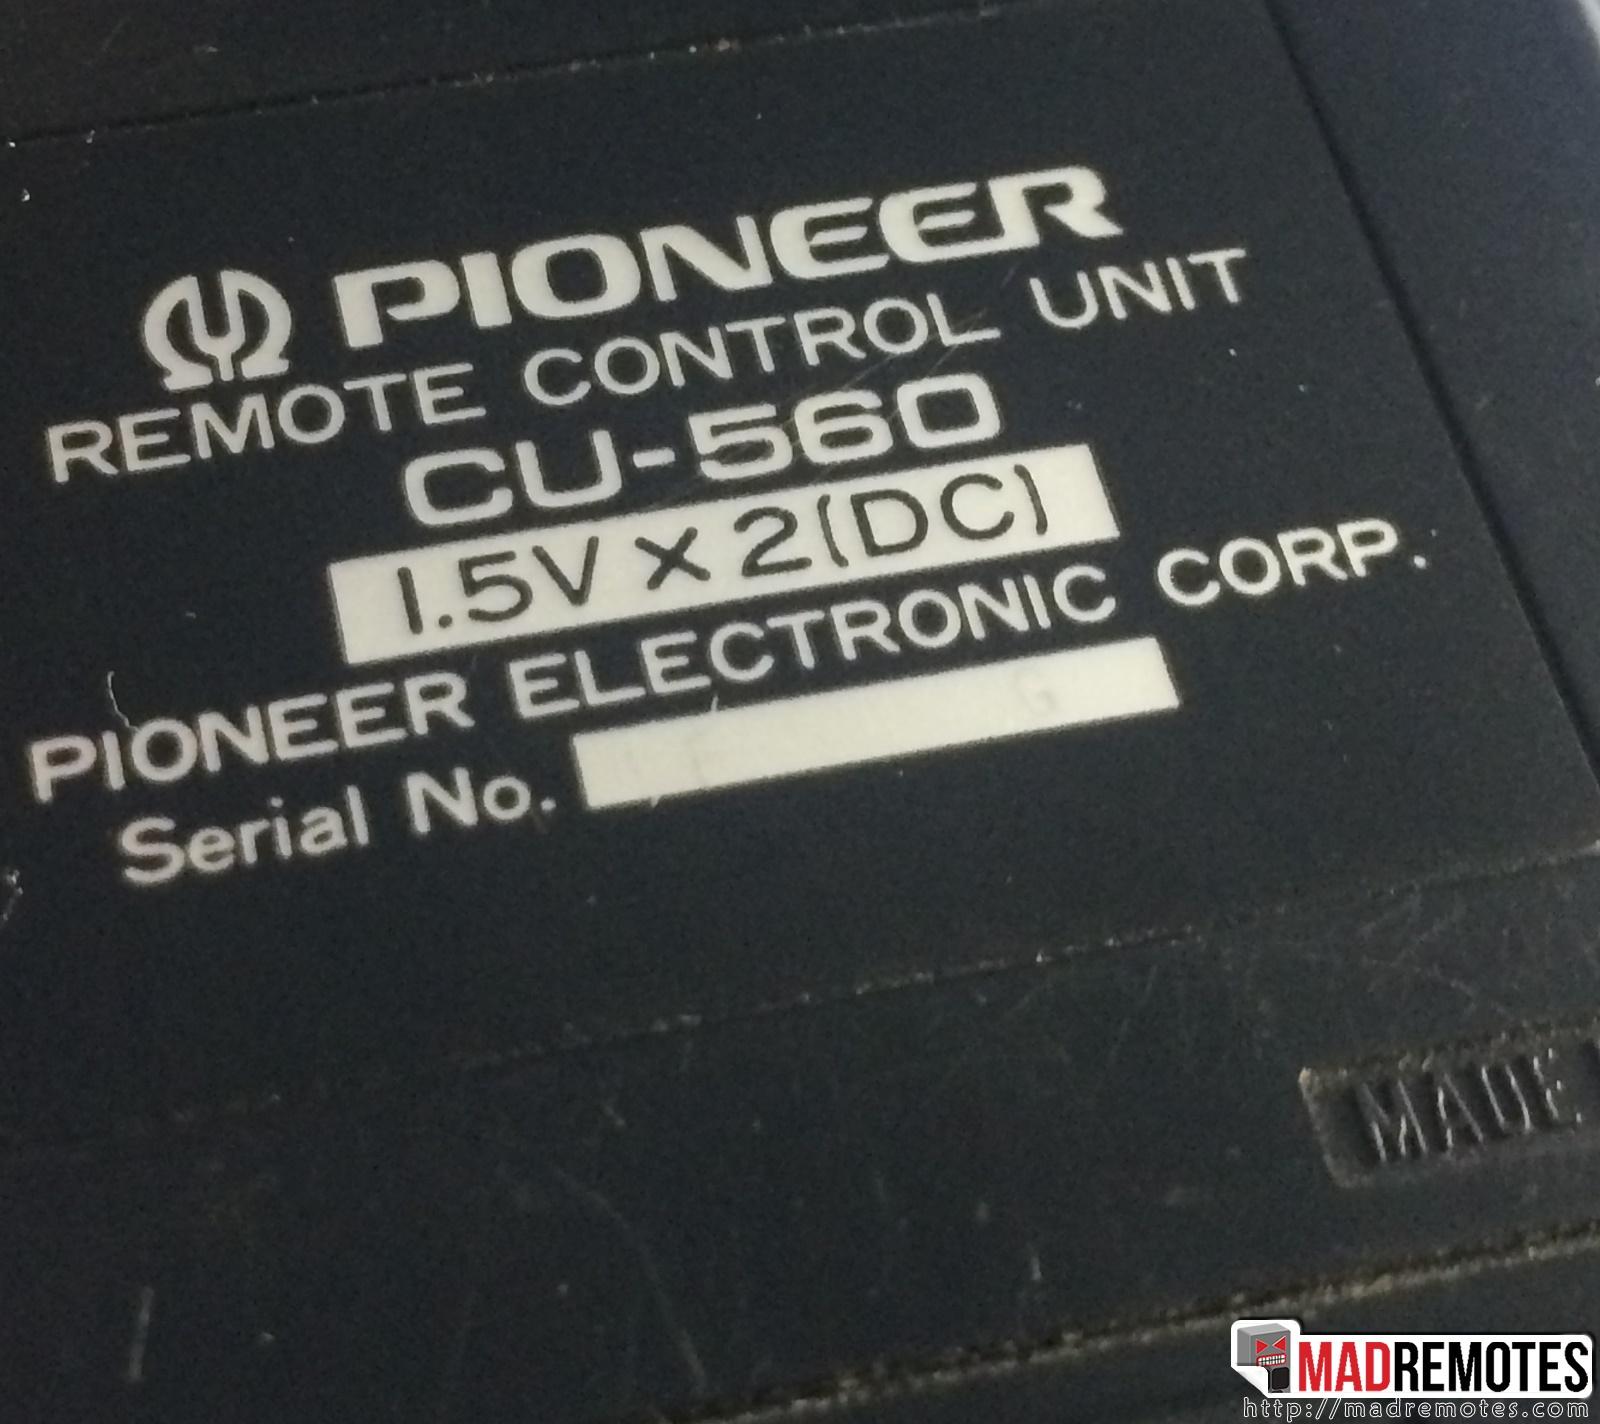 PIONEER
REMOTE CONTROL UNIT
CU-560
1.5V × 2(DC)
PIONEER ELECTRONIC CORP.
Serial No.
G
MADE
MADREMOTES
http://madremotes.com